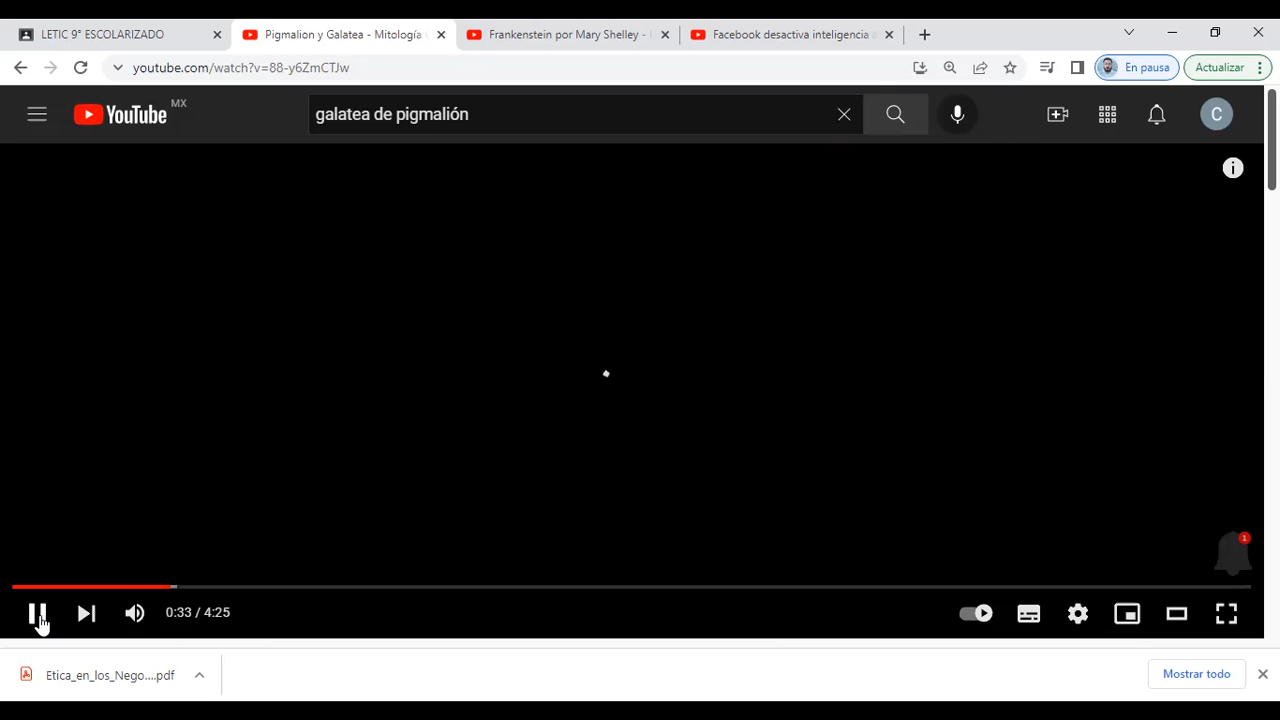 LETIC 9° ESCOLARIZADO
Pigmalion y Galatea - Mitología
Frankenstein por Mary Shelley -
Facebook desactiva inteligencia
youtube.com/watch?v=88-y6ZmCTJw
En pausa
Actualizar
YouTube MX
galatea de pigmalión
C
1
0:33 / 4:25
Etica_en_los_Nego....pdf
Mostrar todo